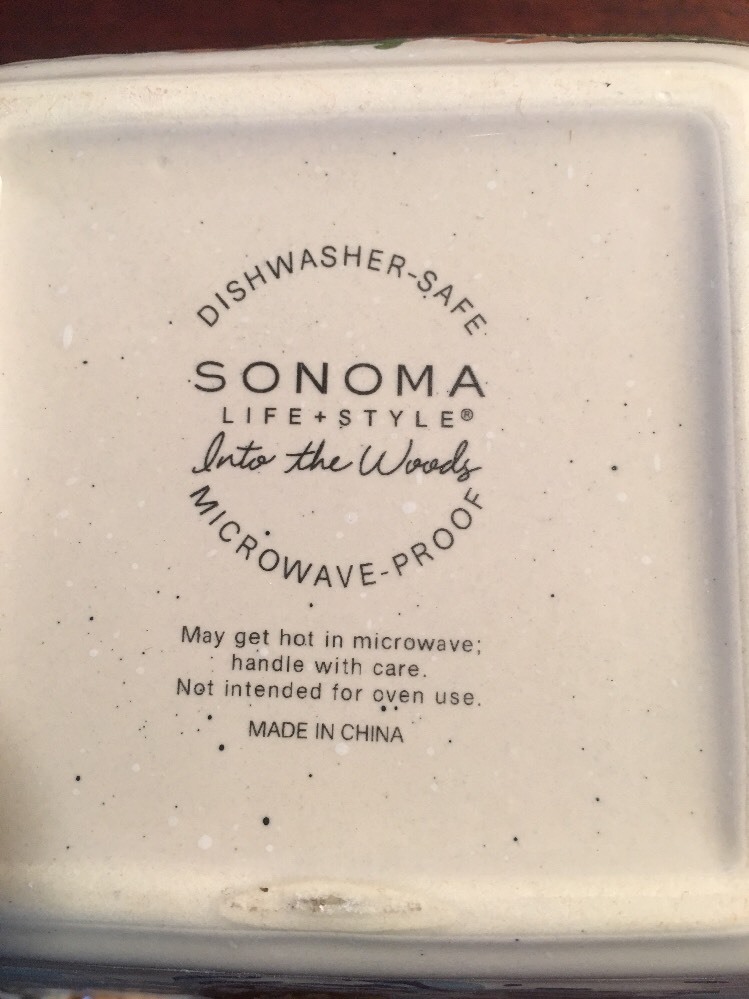 DISHWASHER-SAFE
SONOMA
LIFE+STYLE®
Into the Woods
MICROWAVE-PROOF
May get hot in microwave;
handle with care.
Not intended for oven use.
MADE IN CHINA